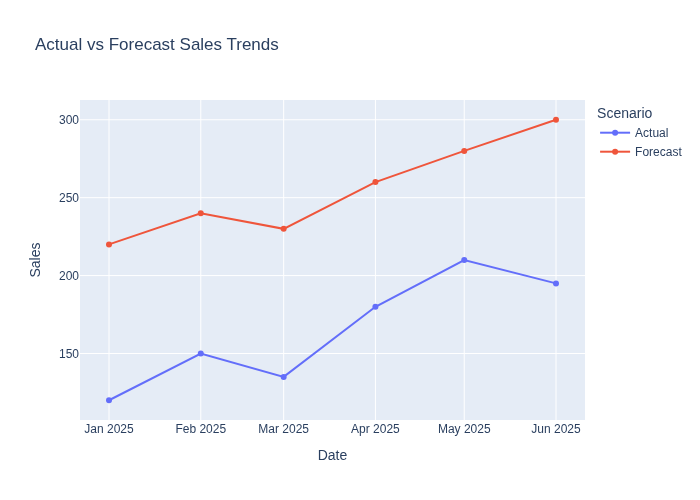 Actual vs Forecast Sales Trends
Scenario
Actual
Forecast
300
250
200
150
Sales
Jan 2025
Feb 2025
Mar 2025
Apr 2025
May 2025
Jun 2025
Date